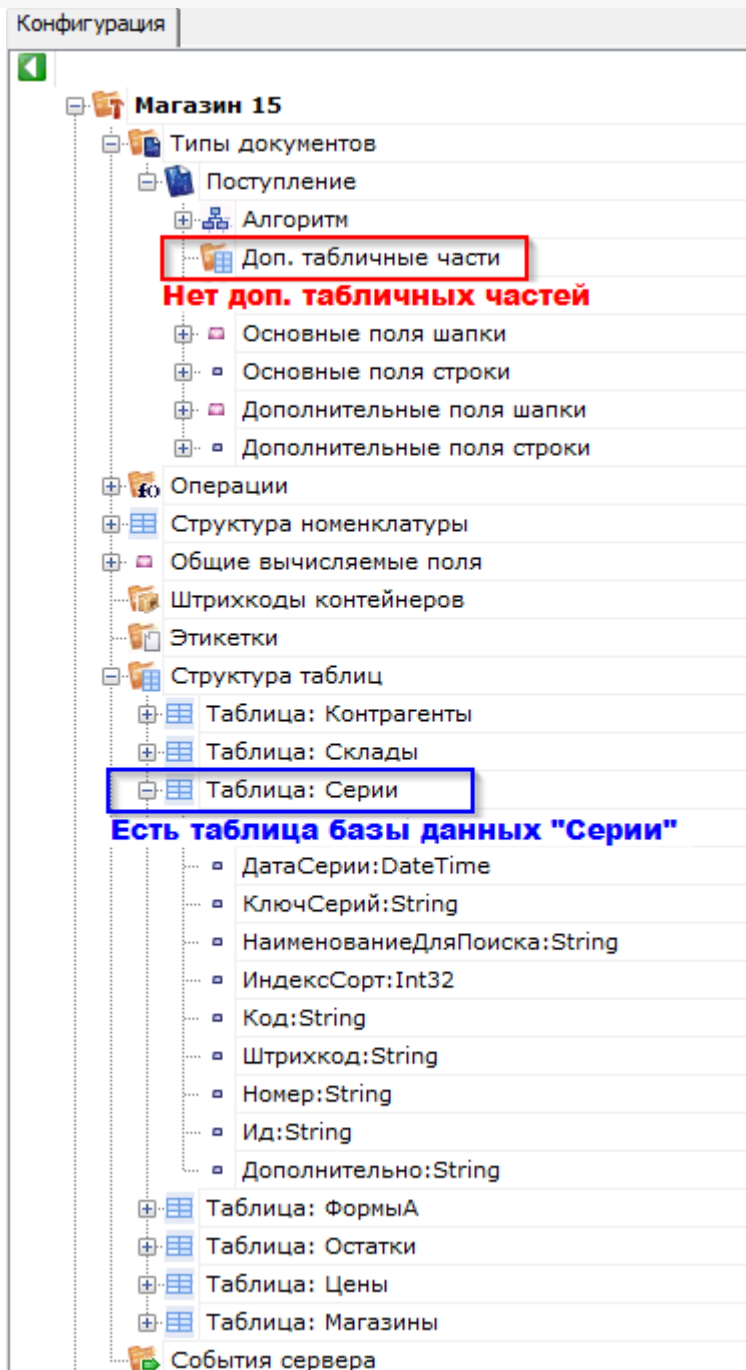 Конфигурация
Магазин 15
Типы документов
Поступление
Алгоритм
Доп. табличные части
Нет доп. табличных частей
Основные поля шапки
Основные поля строки
Дополнительные поля шапки
Дополнительные поля строки
Операции
Структура номенклатуры
Общие вычисляемые поля
Штрихкоды контейнеров
Этикетки
Структура таблиц
Таблица: Контрагенты
Таблица: Склады
Таблица: Серии
Есть таблица базы данных "Серии"
ДатаСерии:DateTime
КлючСерий:String
НаименованиеДляПоиска:String
ИндексСорт:Int32
Код:String
Штрихкод:String
Номер:String
Ид:String
Дополнительно:String
Таблица: ФормыА
Таблица: Остатки
Таблица: Цены
Таблица: Магазины
События сервера